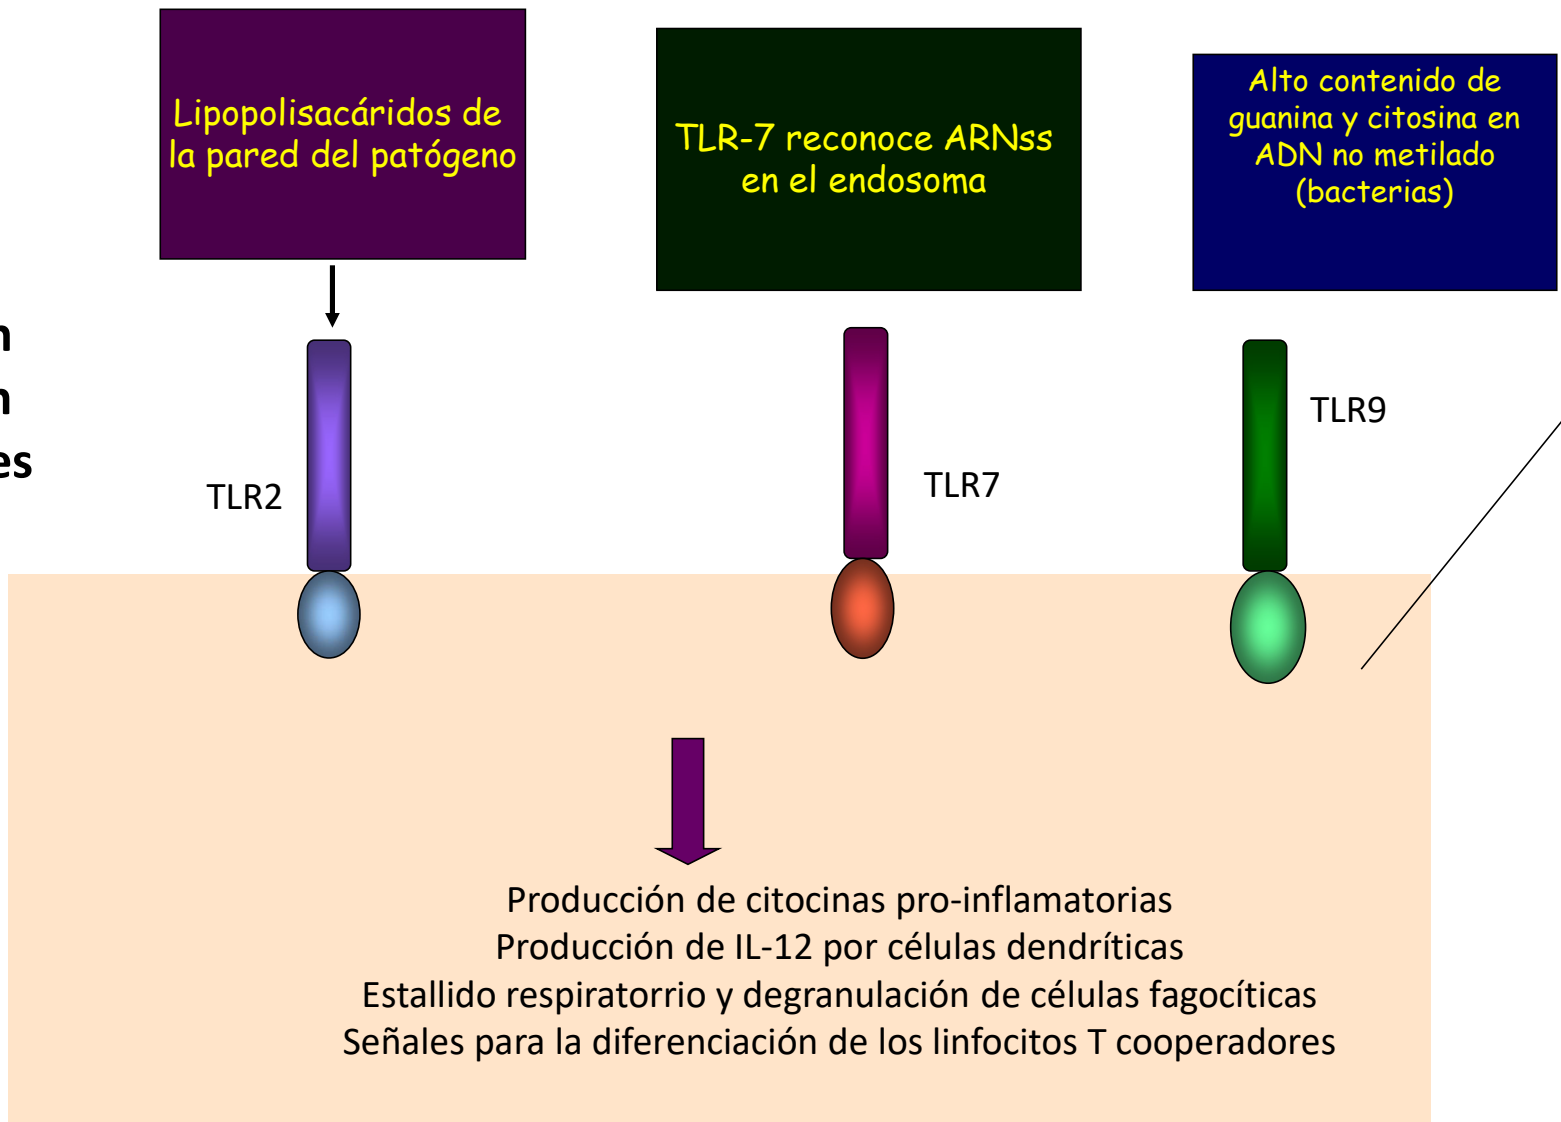 Lipopolisacáridos de
la pared del patógeno
TLR-7 reconoce ARNss
en el endosoma
Alto contenido de
guanina y citosina en
ADN no metilado
(bacterias)
n
n
es
TLR2
TLR7
TLR9
Producción de citocinas pro-inflamatorias
Producción de IL-12 por células dendríticas
Estallido respiratorrio y degranulación de células fagocíticas
Señales para la diferenciación de los linfocitos T cooperadores